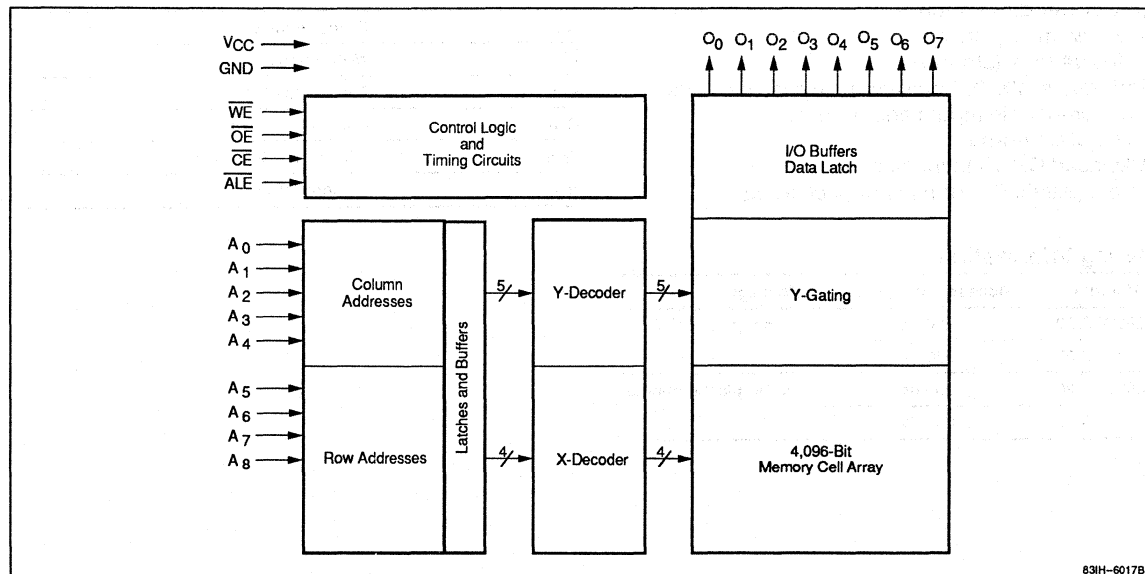 VCC
GND
WE
OE
CE
ALE
Control Logic
and
Timing Circuits
O0 O1 O2 O3 O4 O5 O6 O7
I/O Buffers
Data Latch
A0
A1
A2
A3
A4
Column
Addresses
A5
A6
A7
A8
Row Addresses
Latches and Buffers
5
Y-Decoder
5
Y-Gating
4
X-Decoder
4
4,096-Bit
Memory Cell Array
83IH-6017B